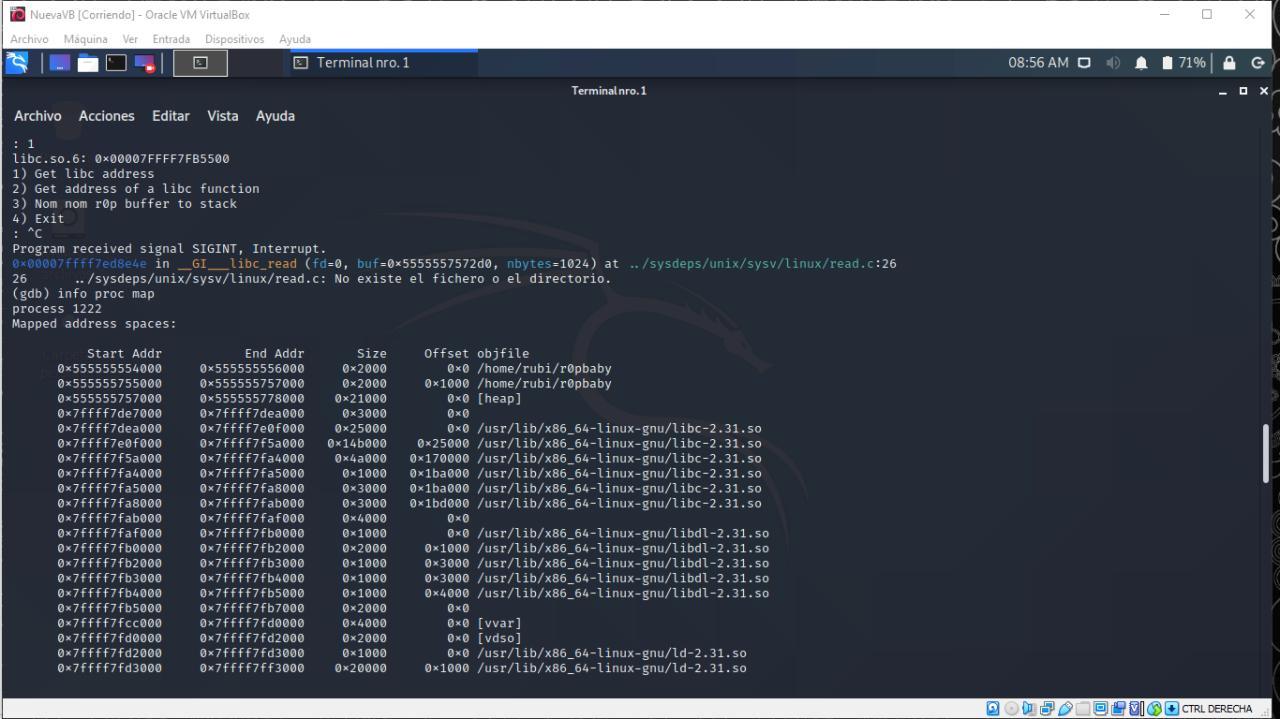 NuevaVB [Corriendo] - Oracle VM VirtualBox
Archivo Máquina Ver Entrada Dispositivos Ayuda
Terminal nro. 1 08:56 AM 71%
Terminal nro. 1
Archivo Acciones Editar Vista Ayuda
: 1
libc.so.6: 0×00007FFFF7FB5500
1) Get libc address
2) Get address of a libc function
3) Nom nom r0p buffer to stack
4) Exit
: ^C
Program received signal SIGINT, Interrupt.
0×00007ffff7ed8e4e in __GI___libc_read (fd=0, buf=0×5555557572d0, nbytes=1024) at ../sysdeps/unix/sysv/linux/read.c:26
26 ../sysdeps/unix/sysv/linux/read.c: No existe el fichero o el directorio.
(gdb) info proc map
process 1222
Mapped address spaces:
Start Addr End Addr Size Offset objfile
0×555555554000 0×555555556000 0×2000 0×0 /home/rubi/r0pbaby
0×555555755000 0×555555757000 0×2000 0×1000 /home/rubi/r0pbaby
0×555555757000 0×555555778000 0×21000 0×0 [heap]
0×7ffff7de7000 0×7ffff7dea000 0×3000 0×0
0×7ffff7dea000 0×7ffff7e0f000 0×25000 0×0 /usr/lib/x86_64-linux-gnu/libc-2.31.so
0×7ffff7e0f000 0×7ffff7f5a000 0×14b000 0×25000 /usr/lib/x86_64-linux-gnu/libc-2.31.so
0×7ffff7f5a000 0×7ffff7fa4000 0×4a000 0×170000 /usr/lib/x86_64-linux-gnu/libc-2.31.so
0×7ffff7fa4000 0×7ffff7fa5000 0×1000 0×1ba000 /usr/lib/x86_64-linux-gnu/libc-2.31.so
0×7ffff7fa5000 0×7ffff7fa8000 0×3000 0×1ba000 /usr/lib/x86_64-linux-gnu/libc-2.31.so
0×7ffff7fa8000 0×7ffff7fab000 0×3000 0×1bd000 /usr/lib/x86_64-linux-gnu/libc-2.31.so
0×7ffff7fab000 0×7ffff7faf000 0×4000 0×0
0×7ffff7faf000 0×7ffff7fb0000 0×1000 0×0 /usr/lib/x86_64-linux-gnu/libdl-2.31.so
0×7ffff7fb0000 0×7ffff7fb2000 0×2000 0×1000 /usr/lib/x86_64-linux-gnu/libdl-2.31.so
0×7ffff7fb2000 0×7ffff7fb3000 0×1000 0×3000 /usr/lib/x86_64-linux-gnu/libdl-2.31.so
0×7ffff7fb3000 0×7ffff7fb4000 0×1000 0×3000 /usr/lib/x86_64-linux-gnu/libdl-2.31.so
0×7ffff7fb4000 0×7ffff7fb5000 0×1000 0×4000 /usr/lib/x86_64-linux-gnu/libdl-2.31.so
0×7ffff7fb5000 0×7ffff7fb7000 0×2000 0×0
0×7ffff7fcc000 0×7ffff7fd0000 0×4000 0×0 [vvar]
0×7ffff7fd0000 0×7ffff7fd2000 0×2000 0×0 [vdso]
0×7ffff7fd2000 0×7ffff7fd3000 0×1000 0×0 /usr/lib/x86_64-linux-gnu/ld-2.31.so
0×7ffff7fd3000 0×7ffff7ff3000 0×20000 0×1000 /usr/lib/x86_64-linux-gnu/ld-2.31.so
CTRL DERECHA